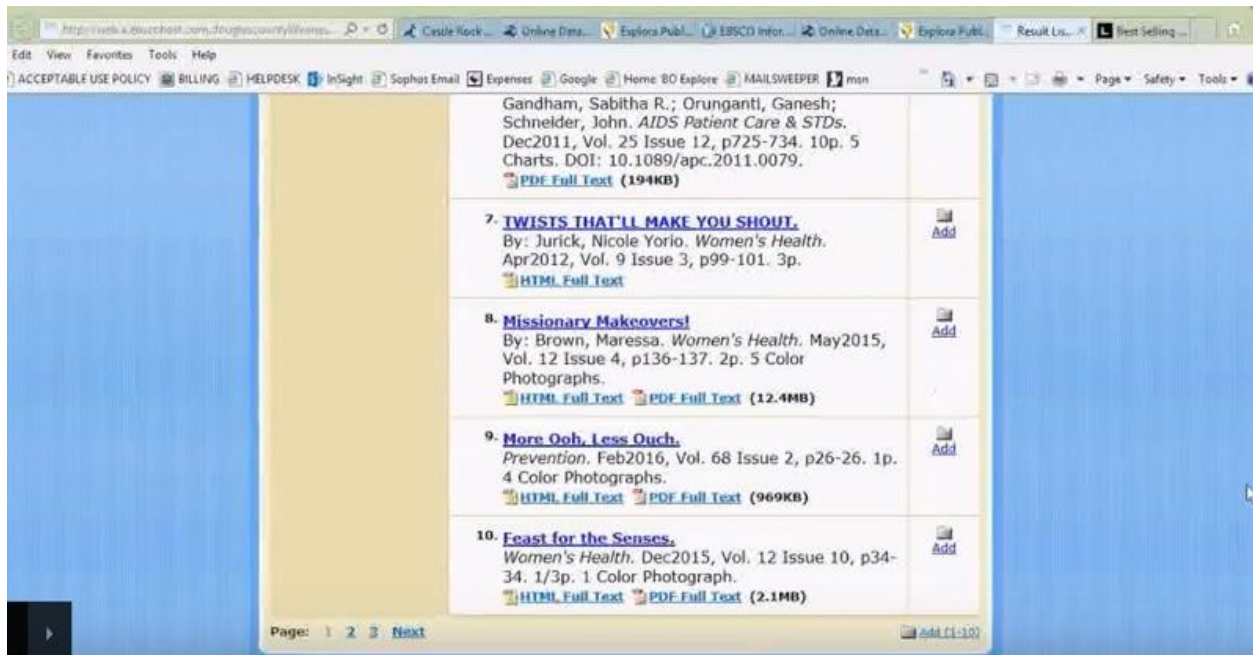 Castle Rock ...
Online Data...
Explora Publ...
EBSCO Infor...
Online Data...
Explora Publ...
Result Lis...
Best Selling ...
Edit View Favorites Tools Help
ACCEPTABLE USE POLICY BILLING HELPDESK InSight Sophos Email Expenses Google Home BO Explore MAILSWEEPER msn Page Safety Tools
Gandham, Sabitha R.; Orunganti, Ganesh;
Schneider, John. AIDS Patient Care & STDs.
Dec2011, Vol. 25 Issue 12, p725-734. 10p. 5
Charts. DOI: 10.1089/apc.2011.0079.
PDF Full Text (194KB)
7. TWISTS THAT'LL MAKE YOU SHOUT.
Add
By: Jurick, Nicole Yorio. Women's Health.
Apr2012, Vol. 9 Issue 3, p99-101. 3p.
HTML Full Text
8. Missionary Makeovers!
Add
By: Brown, Maressa. Women's Health. May2015,
Vol. 12 Issue 4, p136-137. 2p. 5 Color
Photographs.
HTML Full Text PDF Full Text (12.4MB)
9. More Ooh, Less Ouch.
Add
Prevention. Feb2016, Vol. 68 Issue 2, p26-26. 1p.
4 Color Photographs.
HTML Full Text PDF Full Text (969KB)
10. Feast for the Senses.
Add
Women's Health. Dec2015, Vol. 12 Issue 10, p34-
34. 1/3p. 1 Color Photograph.
HTML Full Text PDF Full Text (2.1MB)
Page: 1 2 3 Next
Add (1-10)